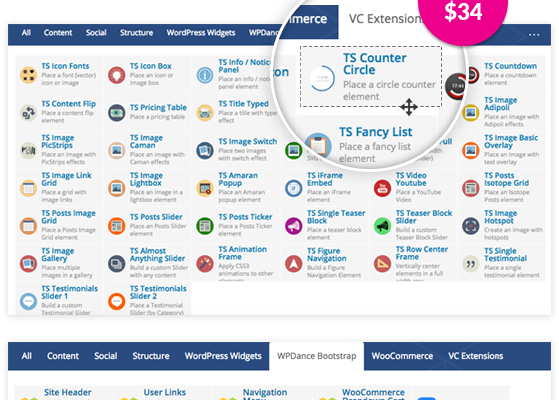 $34
All Content Social Structure WordPress Widgets WPDance
merce VC Extension
...
TS Icon Fonts
Place a font (vector)
icon or image
TS Icon Box
Place an icon or
image box
TS Info / Notice
Panel
Place an info / notice
panel element
con
TS Counter
Circle
Place a circle counter
element
TS Countdown
Place a countdown
element
TS Content Flip
Place a content flip
element
TS Pricing Table
Place a pricing table
TS Title Typed
Place a title with type
effect
TS Fancy List
Place a fancy list
element
TS Image
Adipoli
Place an image with
Adipoli effects
TS Image
PicStrips
Place an image with
PicStrips Effects
TS Image
Caman
Place an image with
Caman effects
TS Image Switch
Place two images
with switch effect
TS Image Basic
Overlay
Place an image with
overlay effect
TS Image Link
Grid
Place a grid with
image links
TS Image
Lightbox
Place an image in a
lightbox element
TS Amaran
Popup
Place an Amaran
popup element
TS iFrame
Embed
Place an iFrame
element
TS Video
Youtube
Place a YouTube
Video
TS Posts
Isotope Grid
Place an Isotope
Posts element
TS Posts Image
Grid
Place a Posts Image
Grid element
TS Posts Slider
Place a Posts Slider
element
TS Posts Ticker
Place a Posts Ticker
element
TS Single Teaser
Block
Place a teaser block
element
TS Teaser Block
Slider
Build a custom
Teaser Block Slider
TS Image
Hotspot
Create an image with
hotspots
TS Image
Gallery
Place multiple
images in a gallery
TS Almost
Anything Slider
Build a custom Slider
with any content
TS Animation
Frame
Apply CSS3
animations to other
TS Figure
Navigation
Build a Figure
Navigation Element
TS Row Center
Frame
Vertically center
elements in a full
TS Single
Testimonial
Place a single
testimonial element
TS Testimonials
Slider 1
Build a custom
Testimonial Slider
TS Testimonials
Slider 2
Place a Testimonial
Slider (by Category)
All Content Social Structure WordPress Widgets WPDance Bootstrap WooCommerce VC Extensions
Site Header User Links Navigation
Menu
WooCommerce
Dropdown Cart